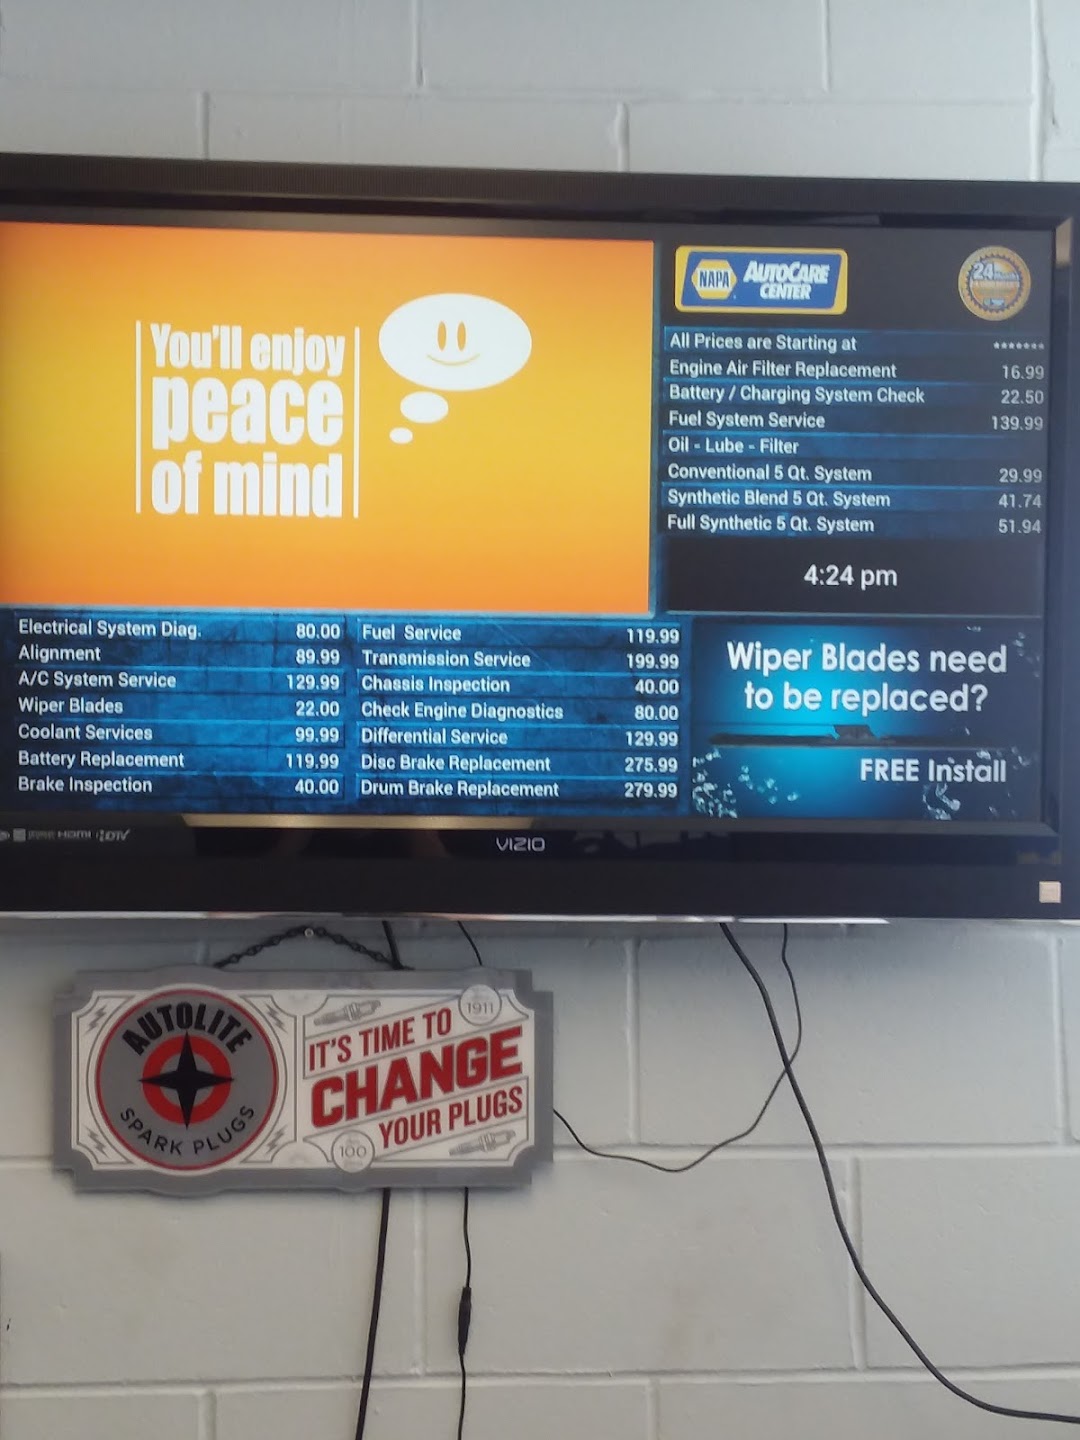 You'll enjoy
peace
of mind
NAPA AUTOCARE
CENTER
24
All Prices are Starting at *******
Engine Air Filter Replacement 16.99
Battery / Charging System Check 22.50
Fuel System Service 139.99
Oil - Lube - Filter
Conventional 5 Qt. System 29.99
Synthetic Blend 5 Qt. System 41.74
Full Synthetic 5 Qt. System 51.94
4:24 pm
Electrical System Diag. 80.00
Alignment 89.99
A/C System Service 129.99
Wiper Blades 22.00
Coolant Services 99.99
Battery Replacement 119.99
Brake Inspection 40.00
Fuel Service 119.99
Transmission Service 199.99
Chassis Inspection 40.00
Check Engine Diagnostics 80.00
Differential Service 129.99
Disc Brake Replacement 275.99
Drum Brake Replacement 279.99
Wiper Blades need
to be replaced?
FREE Install
HDMI HDTV
VIZIO
AUTOLITE
SPARK PLUGS
1911
IT'S TIME TO
CHANGE
YOUR PLUGS
100